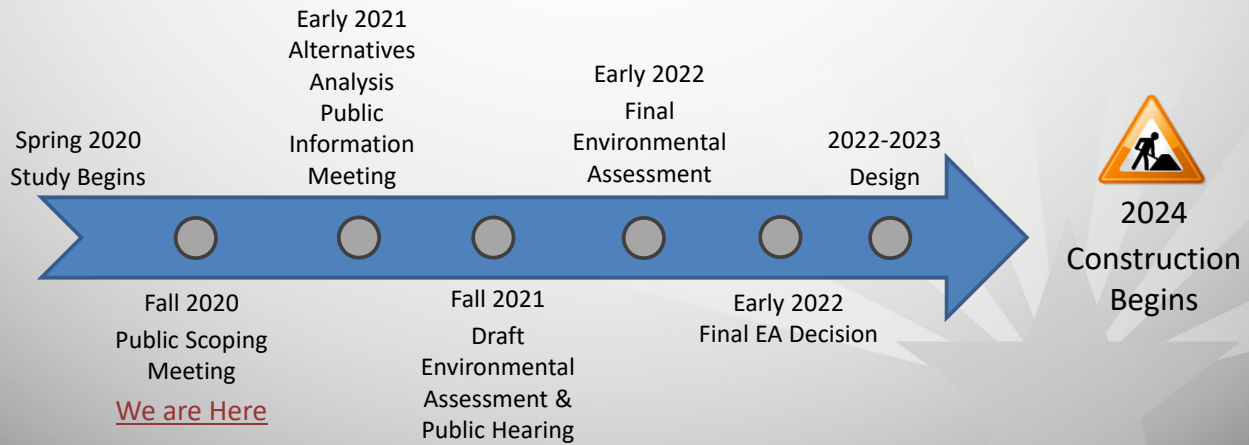 Spring 2020
Study Begins
Fall 2020
Public Scoping
Meeting
We are Here
Early 2021
Alternatives
Analysis
Public
Information
Meeting
Fall 2021
Draft
Environmental
Assessment &
Public Hearing
Early 2022
Final
Environmental
Assessment
Early 2022
Final EA Decision
2022-2023
Design
2024
Construction
Begins